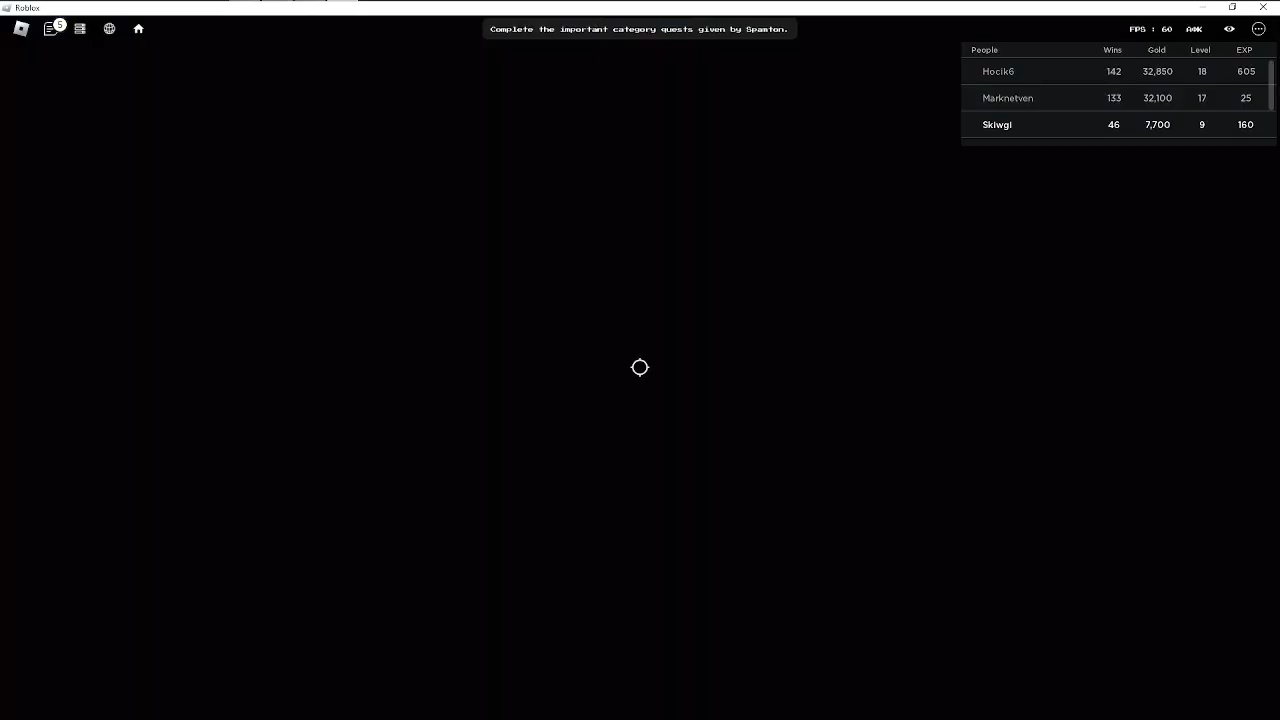 Roblox
5
Complete the important category quests given by Spamton.
FPS : 60
AFK
People Wins Gold Level EXP
Hocik6 142 32,850 18 605
Marknetven 133 32,100 17 25
Skiwgi 46 7,700 9 160